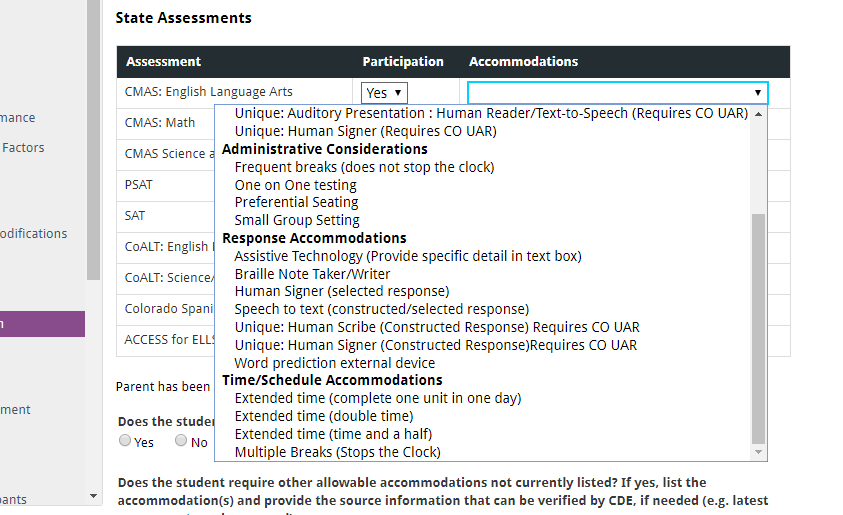 State Assessments
Assessment Participation Accommodations
CMAS: English Language Arts Yes
Unique: Auditory Presentation : Human Reader/Text-to-Speech (Requires CO UAR)
mance
CMAS: Math
Unique: Human Signer (Requires CO UAR)
Administrative Considerations
Factors
CMAS Science a
Frequent breaks (does not stop the clock)
PSAT
One on One testing
Preferential Seating
SAT
Small Group Setting
odifications
Response Accommodations
CoALT: English
Assistive Technology (Provide specific detail in text box)
Braille Note Taker/Writer
CoALT: Science/
Human Signer (selected response)
Colorado Spani
Speech to text (constructed/selected response)
n
Unique: Human Scribe (Constructed Response) Requires CO UAR
ACCESS for ELLS
Unique: Human Signer (Constructed Response)Requires CO UAR
Word prediction external device
Parent has been
Time/Schedule Accommodations
Extended time (complete one unit in one day)
ment
Does the studen
Extended time (double time)
Yes No
Extended time (time and a half)
Multiple Breaks (Stops the Clock)
Does the student require other allowable accommodations not currently listed? If yes, list the
pants
accommodation(s) and provide the source information that can be verified by CDE, if needed (e.g. latest